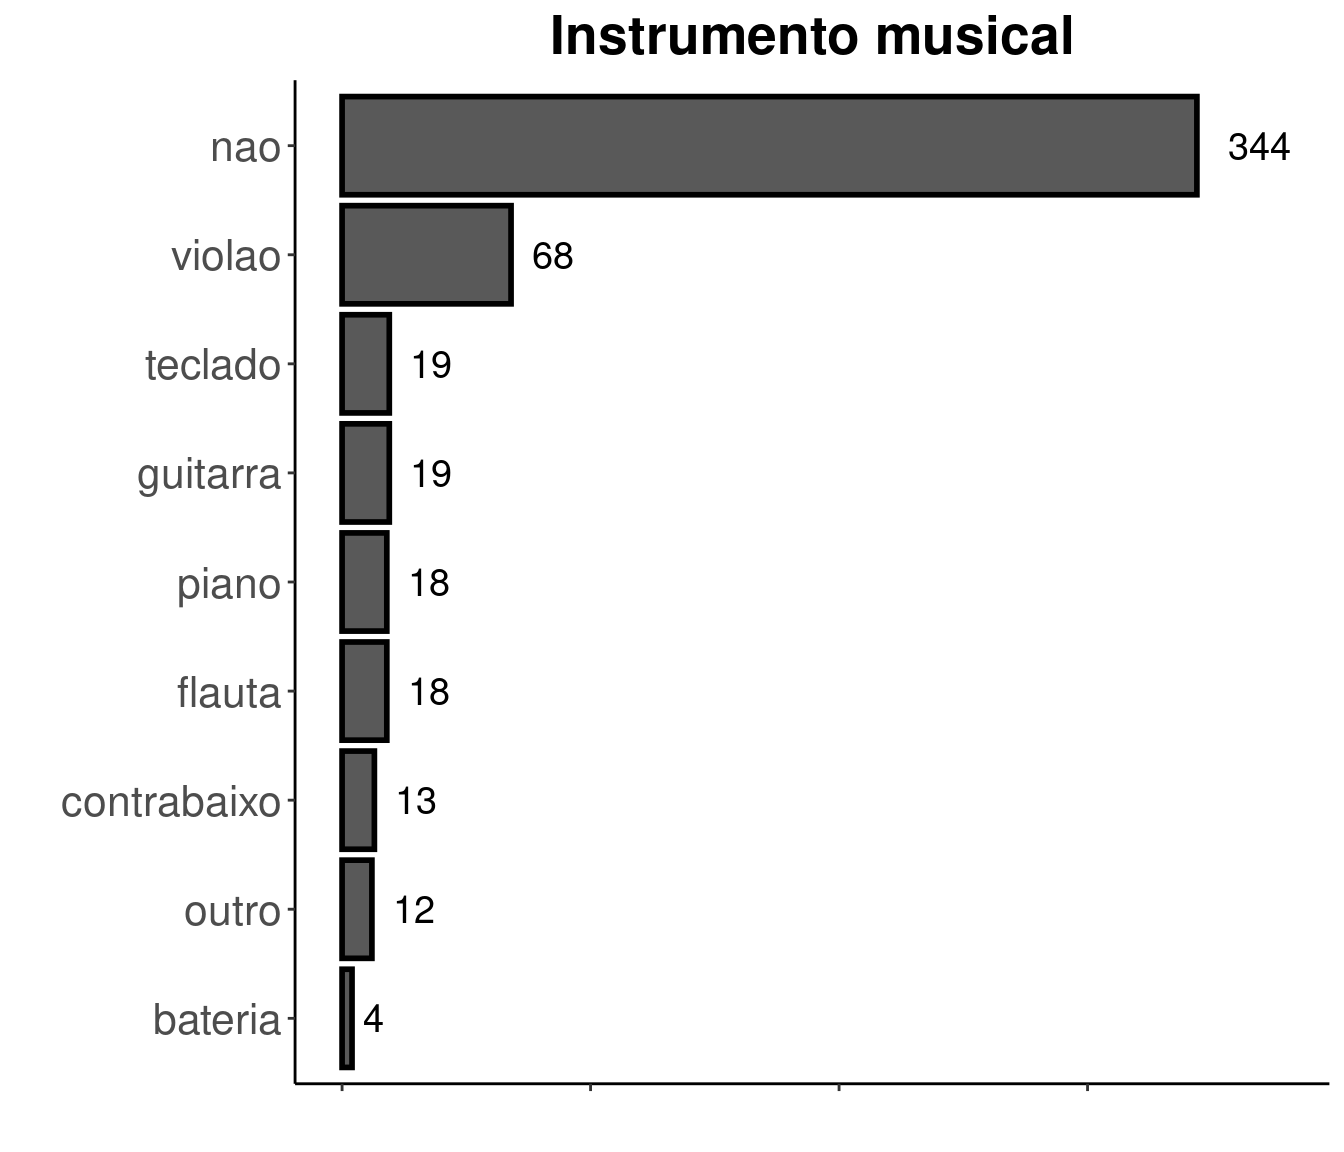 Instrumento musical
nao 344
violao 68
teclado 19
guitarra 19
piano 18
flauta 18
contrabaixo 13
outro 12
bateria 4